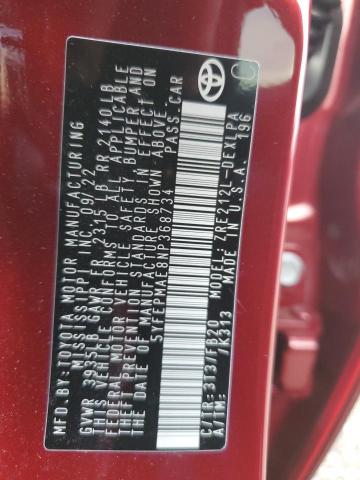 MFD.BY:TOYOTA MOTOR MANUFACTURING
MISSISSIPPI INC. 09/22
GVWR 3935LB GAWR FR 2315 LB RR 2140LB
THIS VEHICLE CONFORMS TO ALL APPLICABLE
FEDERAL MOTOR VEHICLE SAFETY, BUMPER AND
THEFT PREVENTION STANDARDS IN EFFECT ON
THE DATE OF MANUFACTURE SHOWN ABOVE.
5YFEPMAE8NP368734 PASS.CAR
C/TR:3T3/FB20 MODEL:ZRE212L-DEXLPA
A/TM: /K313 MADE IN U.S.A. 196
TOYOTA